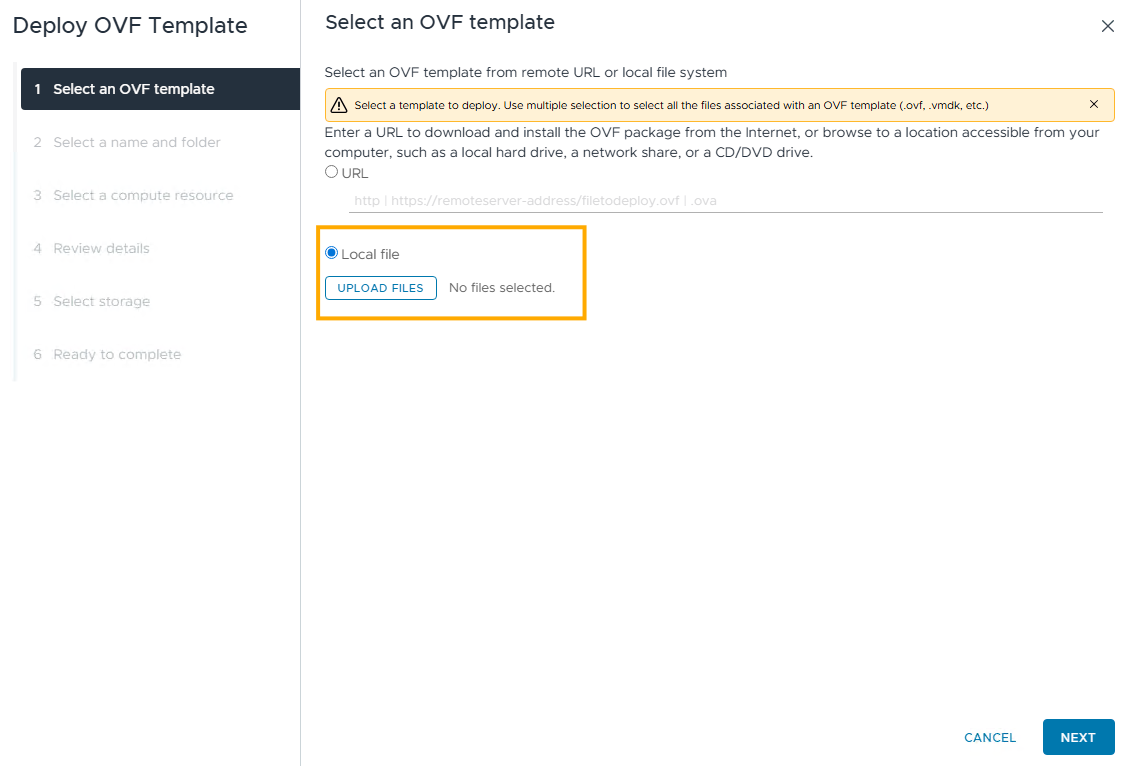 Deploy OVF Template
1 Select an OVF template
2 Select a name and folder
3 Select a compute resource
4 Review details
5 Select storage
6 Ready to complete
Select an OVF template
Select an OVF template from remote URL or local file system
Select a template to deploy. Use multiple selection to select all the files associated with an OVF template (.ovf, .vmdk, etc.)
Enter a URL to download and install the OVF package from the Internet, or browse to a location accessible from your
computer, such as a local hard drive, a network share, or a CD/DVD drive.
URL
http | https://remoteserver-address/filetodeploy.ovf | .ova
Local file
UPLOAD FILES No files selected.
CANCEL NEXT